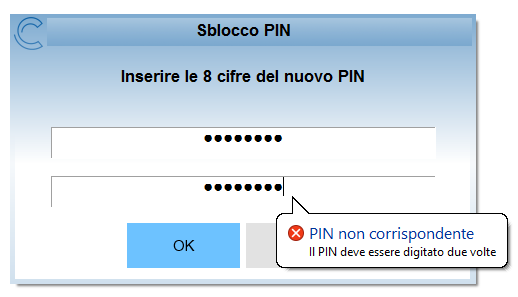 Sblocco PIN
Inserire le 8 cifre del nuovo PIN
●●●●●●●●
●●●●●●●●
OK
PIN non corrispondente
Il PIN deve essere digitato due volte